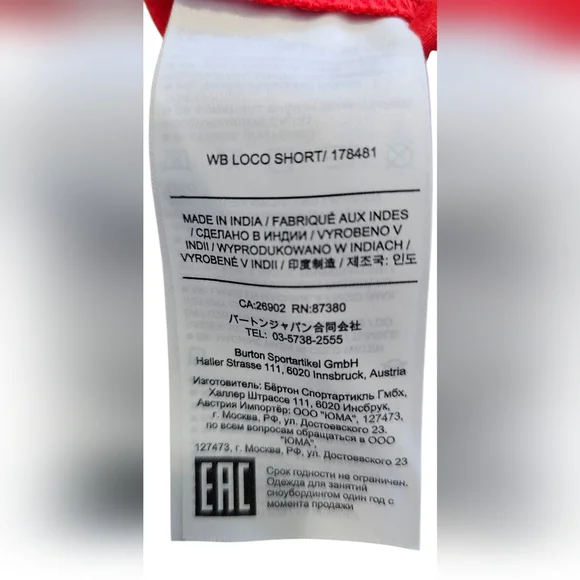 WB LOCO SHORT/ 178481
MADE IN INDIA / FABRIQUÉ AUX INDES
/ СДЕЛАНО В ИНДИИ / VYROBENO V
INDII / WYPRODUKOWANO W INDIACH /
VYROBENÉ V INDII / 印度制造 / 제조국: 인도
CA:26902 RN:87380
バートンジャパン合同会社
TEL: 03-5738-2555
Burton Sportartikel GmbH
Haller Strasse 111, 6020 Innsbruck, Austria
Изготовитель: Бёртон Спортартикль Гмбх,
Халлер Штрассе 111, 6020 Инсбрук,
Австрия Импортёр: ООО "ЮМА", 127473,
г. Москва, РФ, ул. Достоевского 23.
по всем вопросам обращаться в ООО
"ЮМА"
127473, г. Москва, РФ, ул. Достоевского 23
EAC
Срок годности не ограничен.
Одежда для занятий
сноубордингом один год с
момента продажи